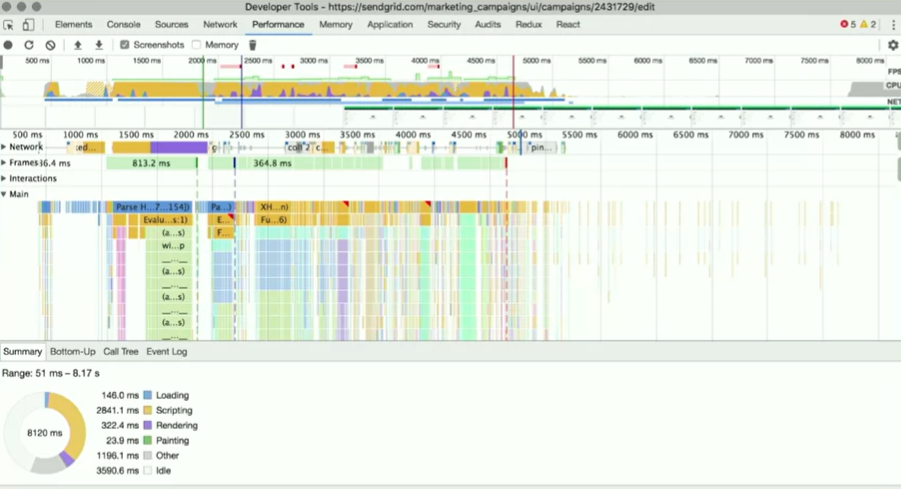 Developer Tools - https://sendgrid.com/marketing_campaigns/ui/campaigns/2431729/edit
Elements Console Sources Network Performance Memory Application Security Audits Redux React 5 2
Screenshots Memory
500 ms 1000 ms 1500 ms 2000 ms 2500 ms 3000 ms 3500 ms 4000 ms 4500 ms 5000 ms 5500 ms 6000 ms 6500 ms 7000 ms 7500 ms 8000 ms
FPS
CPU
NET
500 ms 1000 ms 1500 ms 2000 ms 2500 ms 3000 ms 3500 ms 4000 ms 4500 ms 5000 ms 5500 ms 6000 ms 6500 ms 7000 ms 7500 ms 8000 ms
Network
Frames 813.2 ms 364.8 ms
Interactions
Main
Parse H...7...154]) Pa...) XH...n)
Evalu...s:1) E... Fu...6)
(a...s) F...
wi...p
(a...s)
(a...s)
(a...s)
Summary Bottom-Up Call Tree Event Log
Range: 51 ms – 8.17 s
146.0 ms Loading
2841.1 ms Scripting
322.4 ms Rendering
8120 ms
23.9 ms Painting
1196.1 ms Other
3590.6 ms Idle